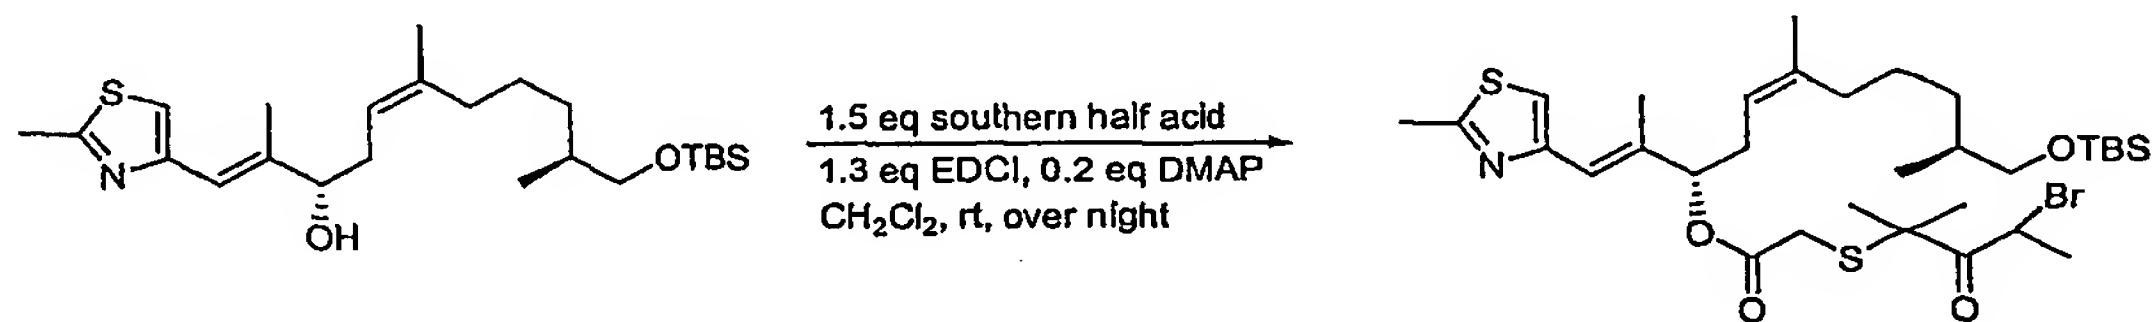 S
N
OH
OTBS
1.5 eq southern half acid
1.3 eq EDCl, 0.2 eq DMAP
CH₂Cl₂, rt, over night
S
N
OTBS
Br
O
S
O
O